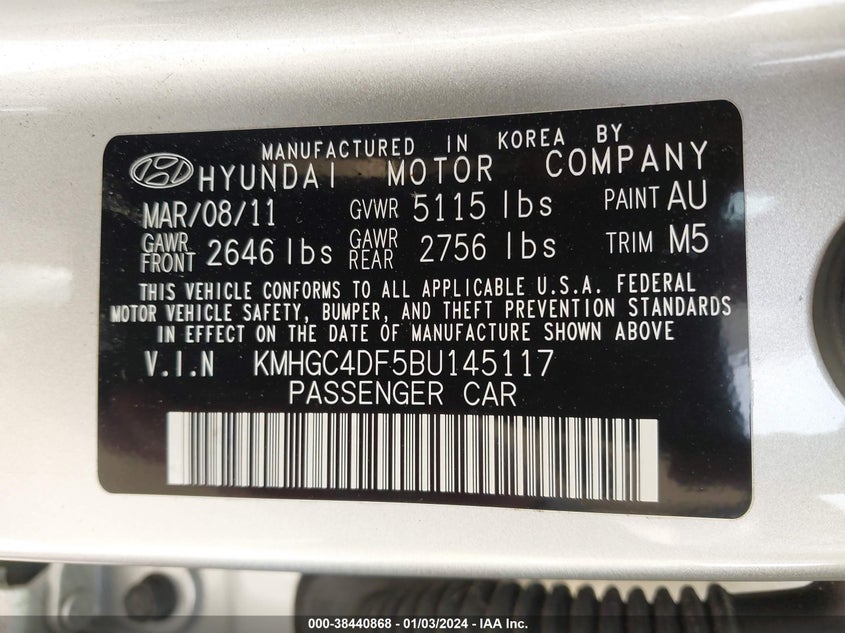 MANUFACTURED IN KOREA BY
HYUNDAI MOTOR COMPANY
MAR/08/11 GVWR 5115 lbs PAINT AU
GAWR FRONT 2646 lbs GAWR REAR 2756 lbs TRIM M5
THIS VEHICLE CONFORMS TO ALL APPLICABLE U.S.A. FEDERAL
MOTOR VEHICLE SAFETY, BUMPER, AND THEFT PREVENTION STANDARDS
IN EFFECT ON THE DATE OF MANUFACTURE SHOWN ABOVE
V.I.N KMHGC4DF5BU145117
PASSENGER CAR
000-38440868 - 01/03/2024 - IAA Inc.